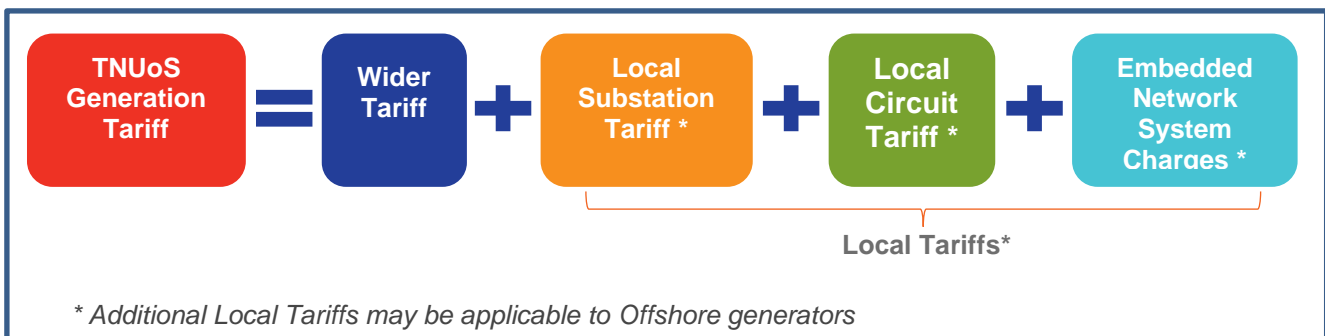 TNUoS
Generation
Tariff
=
Wider
Tariff
+
Local
Substation
Tariff *
+
Local
Circuit
Tariff *
+
Embedded
Network
System
Charges *
Local Tariffs*
* Additional Local Tariffs may be applicable to Offshore generators